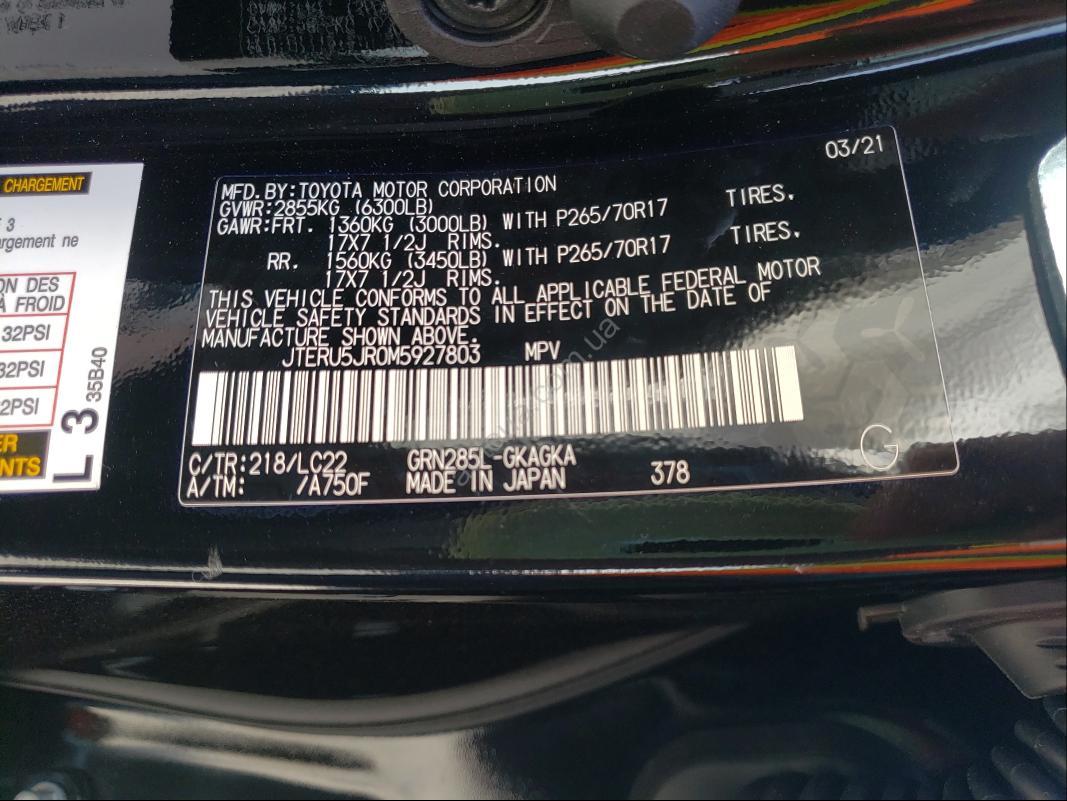 03/21
MFD. BY: TOYOTA MOTOR CORPORATION
GVWR: 2855KG (6300LB)
GAWR: FRT. 1360KG (3000LB) WITH P265/70R17 TIRES.
17X7 1/2J RIMS.
RR. 1560KG (3450LB) WITH P265/70R17 TIRES.
17X7 1/2J RIMS.
THIS VEHICLE CONFORMS TO ALL APPLICABLE FEDERAL MOTOR
VEHICLE SAFETY STANDARDS IN EFFECT ON THE DATE OF
MANUFACTURE SHOWN ABOVE.
JTERU5JR0M5927803 MPV
C/TR: 218/LC22 GRN285L-GKAGKA
A/TM: /A750F MADE IN JAPAN 378
G
CHARGEMENT
3
argement ne
ON DES
À FROID
32PSI
32PSI
2PSI
ER
ENTS
L 3
35B40